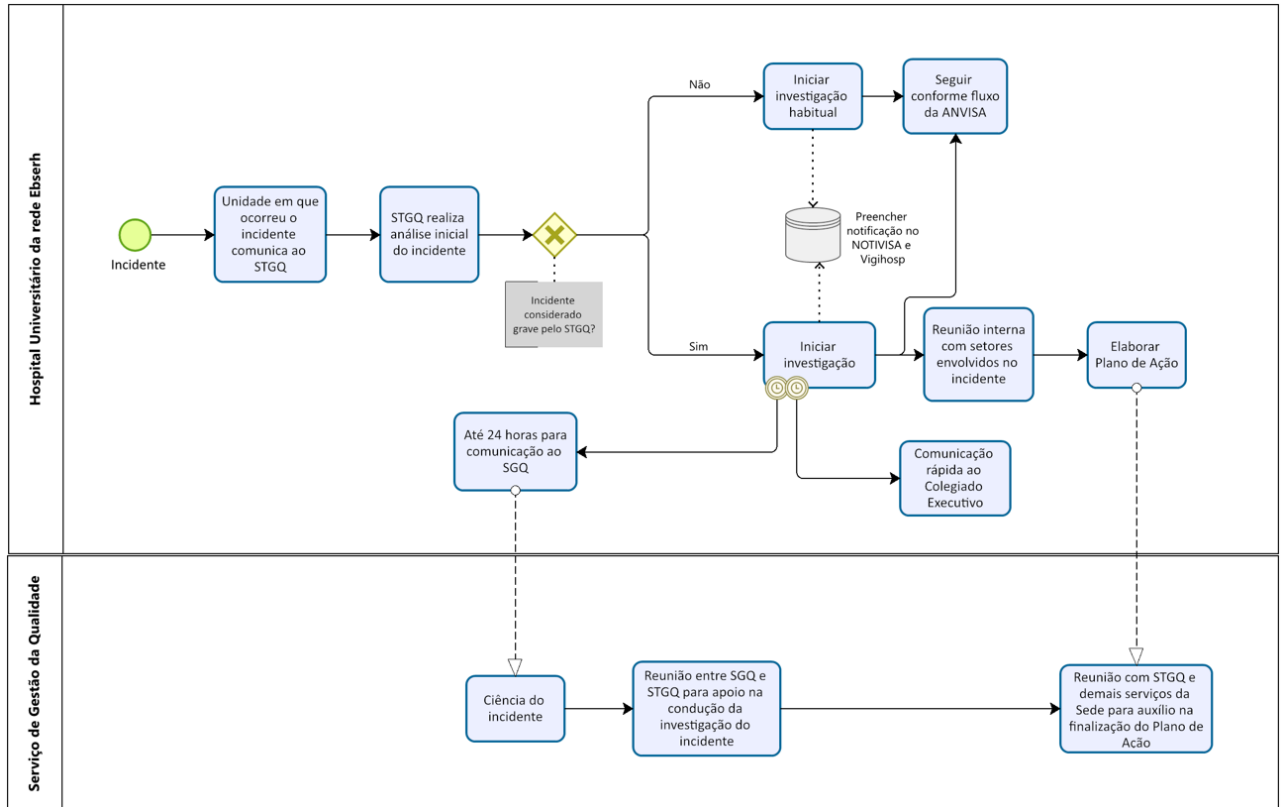 Hospital Universitário da rede Ebserh
Incidente
Unidade em que
ocorreu o
incidente
comunica ao
STGQ
STGQ realiza
análise inicial
do incidente
Incidente
considerado
grave pelo STGQ?
Não
Iniciar
investigação
habitual
Seguir
conforme fluxo
da ANVISA
Preencher
notificação no
NOTIVISA e
Vigihosp
Sim
Iniciar
investigação
Reunião interna
com setores
envolvidos no
incidente
Elaborar
Plano de Ação
Até 24 horas para
comunicação ao
SGQ
Comunicação
rápida ao
Colegiado
Executivo
Serviço de Gestão da Qualidade
Ciência do
incidente
Reunião entre SGQ e
STGQ para apoio na
condução da
investigação do
incidente
Reunião com STGQ e
demais serviços da
Sede para auxílio na
finalização do Plano de
Ação